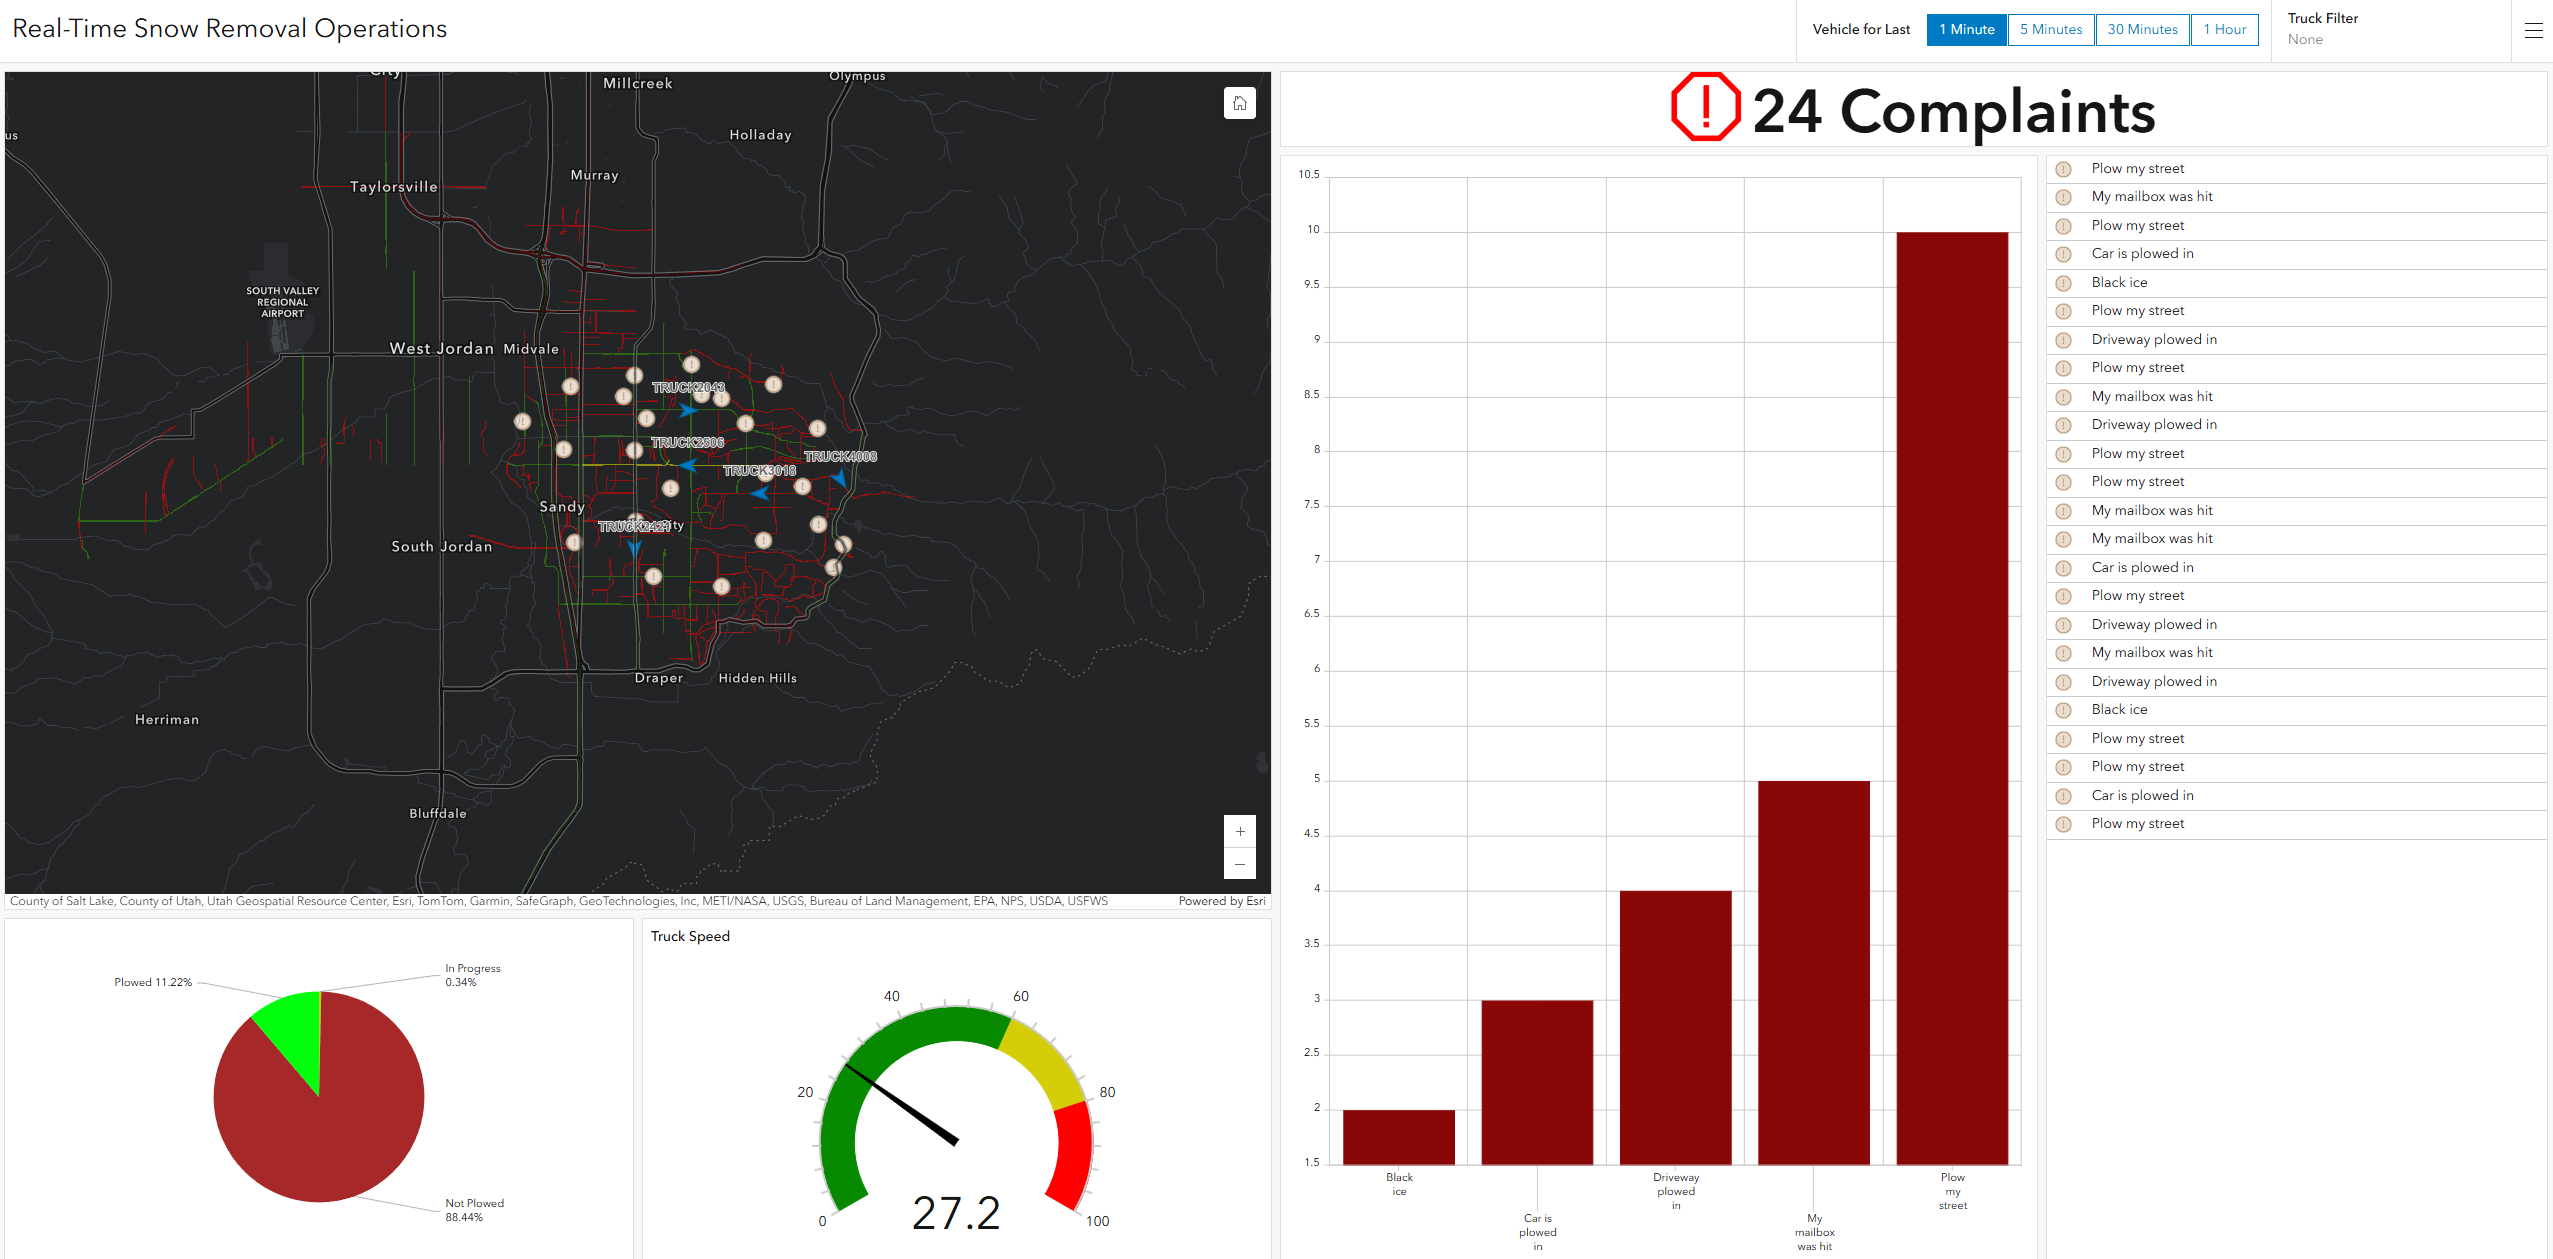 Real-Time Snow Removal Operations
Vehicle for Last
1 Minute
5 Minutes
30 Minutes
1 Hour
Truck Filter
None
City
Millcreek
Olympus
us
Holladay
Taylorsville
Murray
SOUTH VALLEY
REGIONAL
AIRPORT
West Jordan
Midvale
TRUCK2043
TRUCK2506
TRUCK3018
TRUCK4008
Sandy
City
South Jordan
Draper
Hidden Hills
Herriman
Bluffdale
+
−
County of Salt Lake, County of Utah, Utah Geospatial Resource Center, Esri, TomTom, Garmin, SafeGraph, GeoTechnologies, Inc, METI/NASA, USGS, Bureau of Land Management, EPA, NPS, USDA, USFWS
Powered by Esri
Plowed 11.22%
In Progress
0.34%
Not Plowed
88.44%
Truck Speed
0
20
40
60
80
100
27.2
24 Complaints
10.5
10
9.5
9
8.5
8
7.5
7
6.5
6
5.5
5
4.5
4
3.5
3
2.5
2
1.5
Black
ice
Car is
plowed
in
Driveway
plowed
in
My
mailbox
was hit
Plow
my
street
Plow my street
My mailbox was hit
Plow my street
Car is plowed in
Black ice
Plow my street
Driveway plowed in
Plow my street
My mailbox was hit
Driveway plowed in
Plow my street
Plow my street
My mailbox was hit
My mailbox was hit
Car is plowed in
Plow my street
Driveway plowed in
My mailbox was hit
Driveway plowed in
Black ice
Plow my street
Plow my street
Car is plowed in
Plow my street